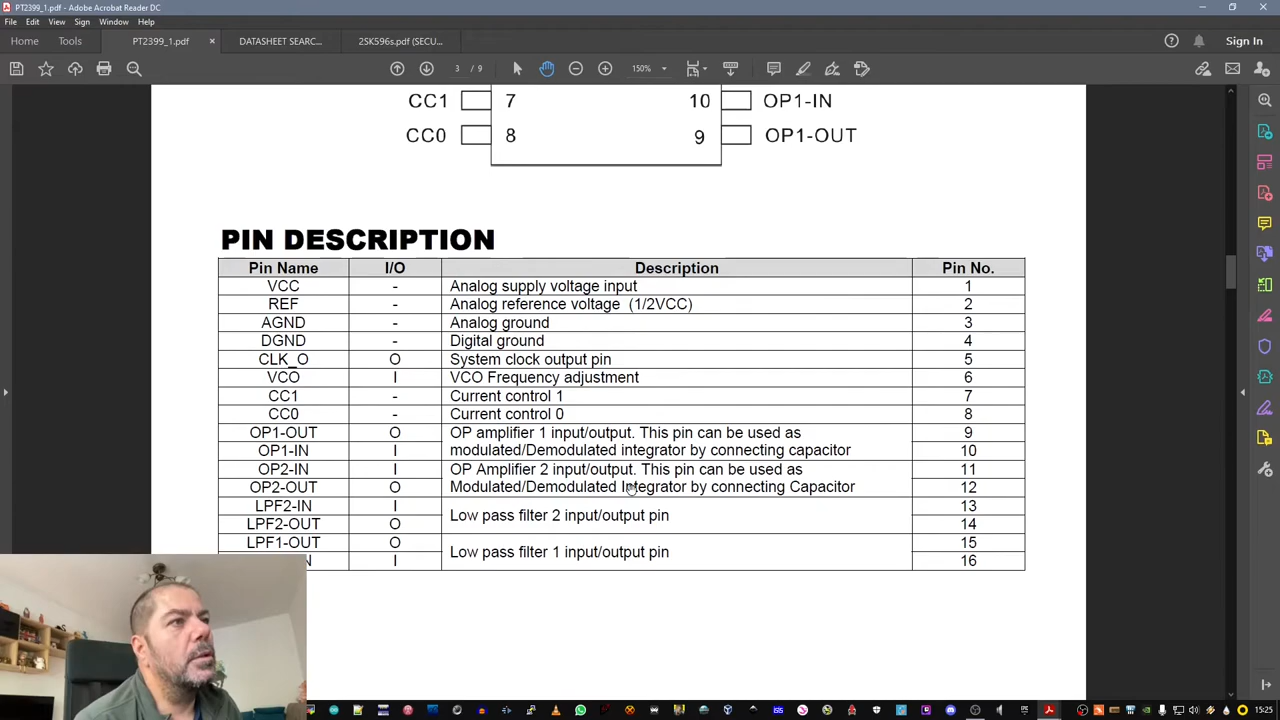 PT2399_1.pdf - Adobe Acrobat Reader DC
File Edit View Sign Window Help
Home Tools PT2399_1.pdf × DATASHEET SEARC... 2SK596s.pdf (SECU... Sign In
3 / 9 150%
CC1 7 10 OP1-IN
CC0 8 9 OP1-OUT
PIN DESCRIPTION
Pin Name I/O Description Pin No.
VCC - Analog supply voltage input 1
REF - Analog reference voltage (1/2VCC) 2
AGND - Analog ground 3
DGND - Digital ground 4
CLK_O O System clock output pin 5
VCO I VCO Frequency adjustment 6
CC1 - Current control 1 7
CC0 - Current control 0 8
OP1-OUT O OP amplifier 1 input/output. This pin can be used as 9
OP1-IN I modulated/Demodulated integrator by connecting capacitor 10
OP2-IN I OP Amplifier 2 input/output. This pin can be used as 11
OP2-OUT O Modulated/Demodulated Integrator by connecting Capacitor 12
LPF2-IN I 13
Low pass filter 2 input/output pin
LPF2-OUT O 14
LPF1-OUT O 15
Low pass filter 1 input/output pin
N I 16
15:25